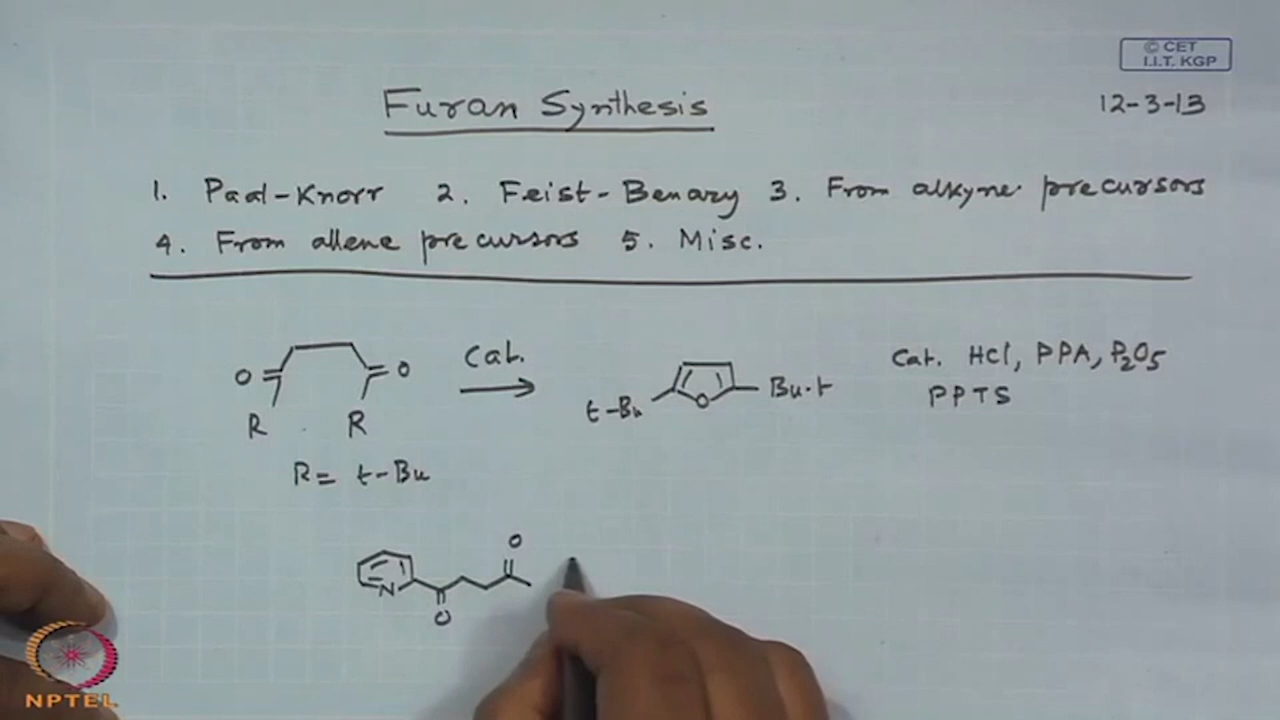 © CET
I.I.T. KGP
Furan Synthesis
12-3-13
1. Paal-Knorr 2. Feist-Benary 3. From alkyne precursors
4. From allene precursors 5. Misc.
O O Cat. t-Bu O Bu-t Cat. HCl, PPA, P2O5
R R PPTS
R = t-Bu
O
N
O
NPTEL